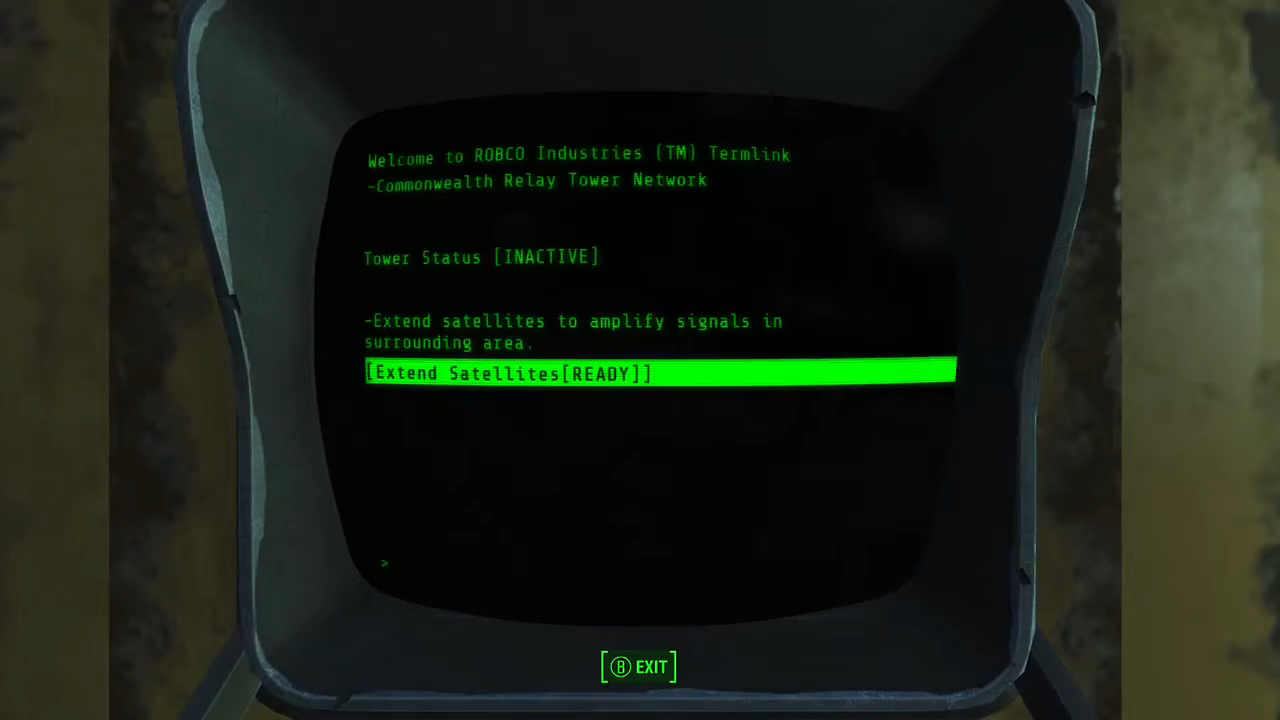 Welcome to ROBCO Industries (TM) Termlink
-Commonwealth Relay Tower Network
Tower Status [INACTIVE]
-Extend satellites to amplify signals in
surrounding area.
[Extend Satellites[READY]]
>
B EXIT